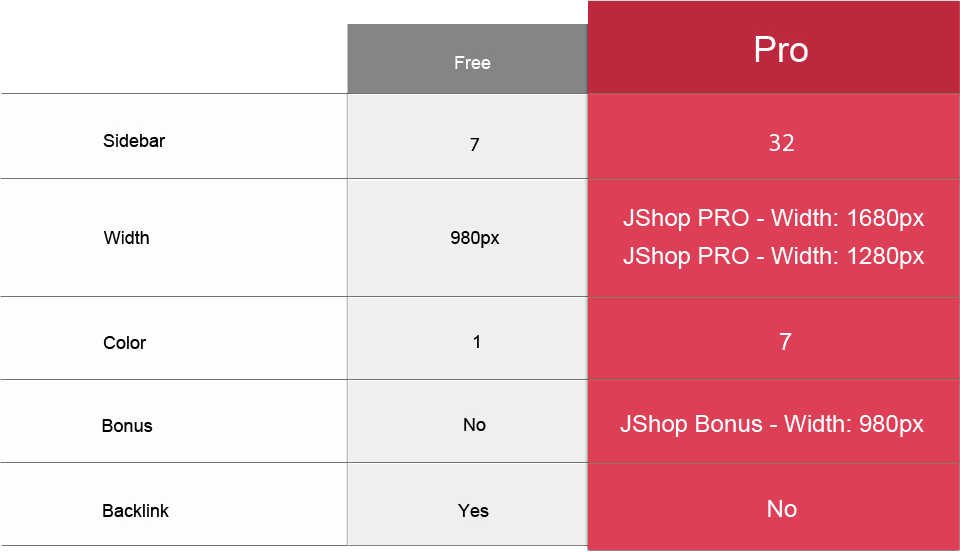 Free
Pro
Sidebar
7
32
Width
980px
JShop PRO - Width: 1680px
JShop PRO - Width: 1280px
Color
1
7
Bonus
No
JShop Bonus - Width: 980px
Backlink
Yes
No